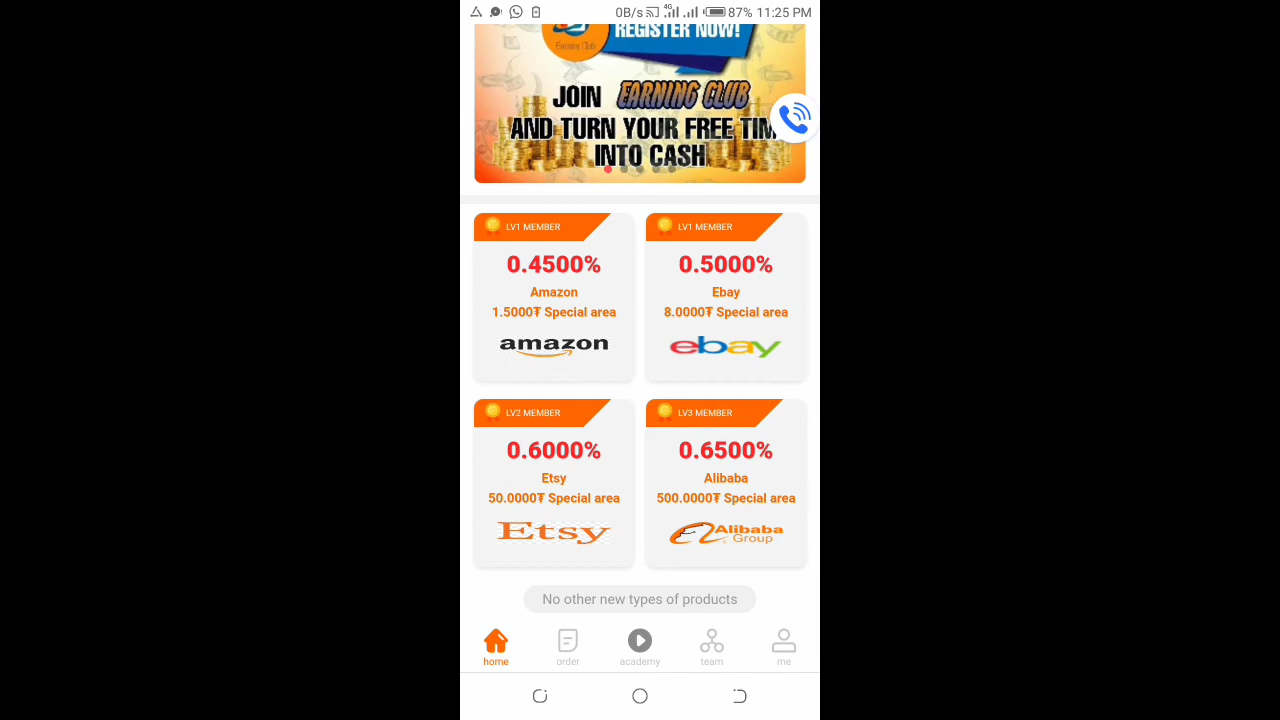 0B/s 4G 87% 11:25 PM
REGISTER NOW!
Earning Club
JOIN EARNING CLUB
AND TURN YOUR FREE TIM
INTO CASH
LV1 MEMBER
0.4500%
Amazon
1.5000₮ Special area
amazon
LV1 MEMBER
0.5000%
Ebay
8.0000₮ Special area
ebay
LV2 MEMBER
0.6000%
Etsy
50.0000₮ Special area
Etsy
LV3 MEMBER
0.6500%
Alibaba
500.0000₮ Special area
Alibaba
Group
No other new types of products
home
order
academy
team
me